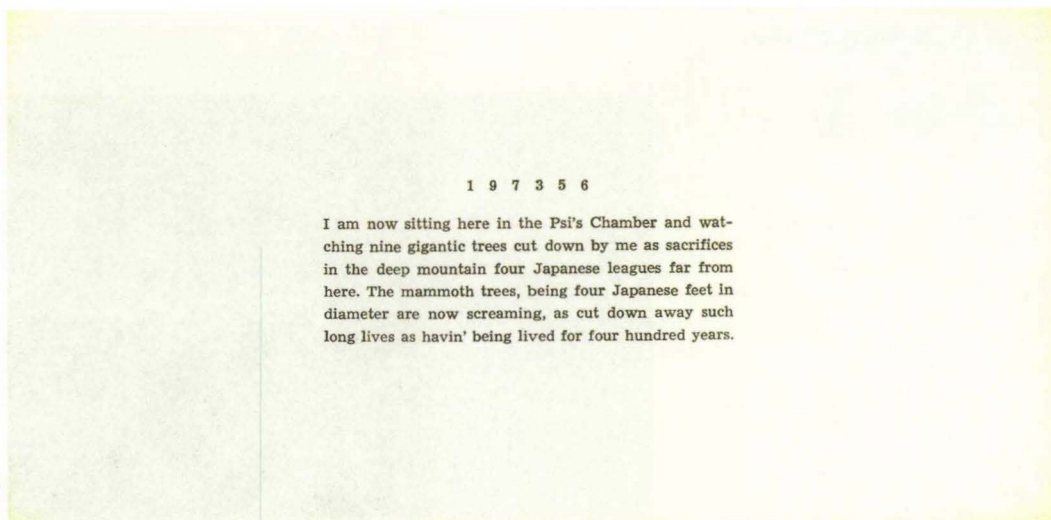 1 9 7 3 5 6
I am now sitting here in the Psi's Chamber and wat-
ching nine gigantic trees cut down by me as sacrifices
in the deep mountain four Japanese leagues far from
here. The mammoth trees, being four Japanese feet in
diameter are now screaming, as cut down away such
long lives as havin' being lived for four hundred years.